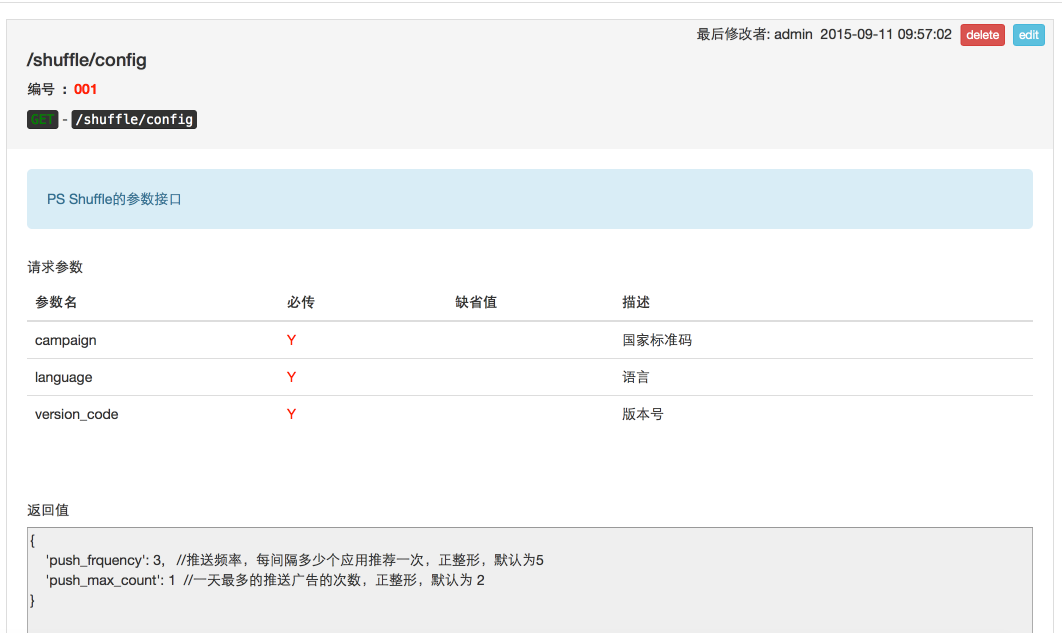 最后修改者: admin 2015-09-11 09:57:02 delete edit
/shuffle/config
编号 : 001
GET - /shuffle/config
PS Shuffle的参数接口
请求参数
参数名 必传 缺省值 描述
campaign Y 国家标准码
language Y 语言
version_code Y 版本号
返回值
{
'push_frquency': 3, //推送频率，每间隔多少个应用推荐一次，正整形，默认为5
'push_max_count': 1 //一天最多的推送广告的次数，正整形，默认为 2
}